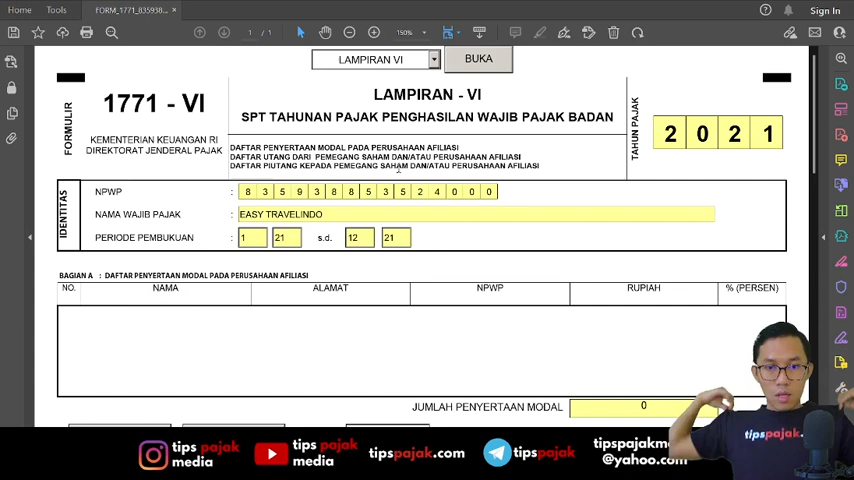 Home Tools FORM_1771_835938... × Sign In
1 / 1 150%
LAMPIRAN VI BUKA
FORMULIR
1771 - VI
KEMENTERIAN KEUANGAN RI
DIREKTORAT JENDERAL PAJAK
LAMPIRAN - VI
SPT TAHUNAN PAJAK PENGHASILAN WAJIB PAJAK BADAN
DAFTAR PENYERTAAN MODAL PADA PERUSAHAAN AFILIASI
DAFTAR UTANG DARI PEMEGANG SAHAM DAN/ATAU PERUSAHAAN AFILIASI
DAFTAR PIUTANG KEPADA PEMEGANG SAHAM DAN/ATAU PERUSAHAAN AFILIASI
TAHUN PAJAK
2 0 2 1
IDENTITAS
NPWP : 8 3 5 9 3 8 8 5 3 5 2 4 0 0 0
NAMA WAJIB PAJAK : EASY TRAVELINDO
PERIODE PEMBUKUAN : 1 21 s.d. 12 21
BAGIAN A : DAFTAR PENYERTAAN MODAL PADA PERUSAHAAN AFILIASI
NO. NAMA ALAMAT NPWP RUPIAH % (PERSEN)
JUMLAH PENYERTAAN MODAL 0
tips pajak media
tips pajak media
tipspajak.com
tipspajak
@yahoo.com
tipspajak.